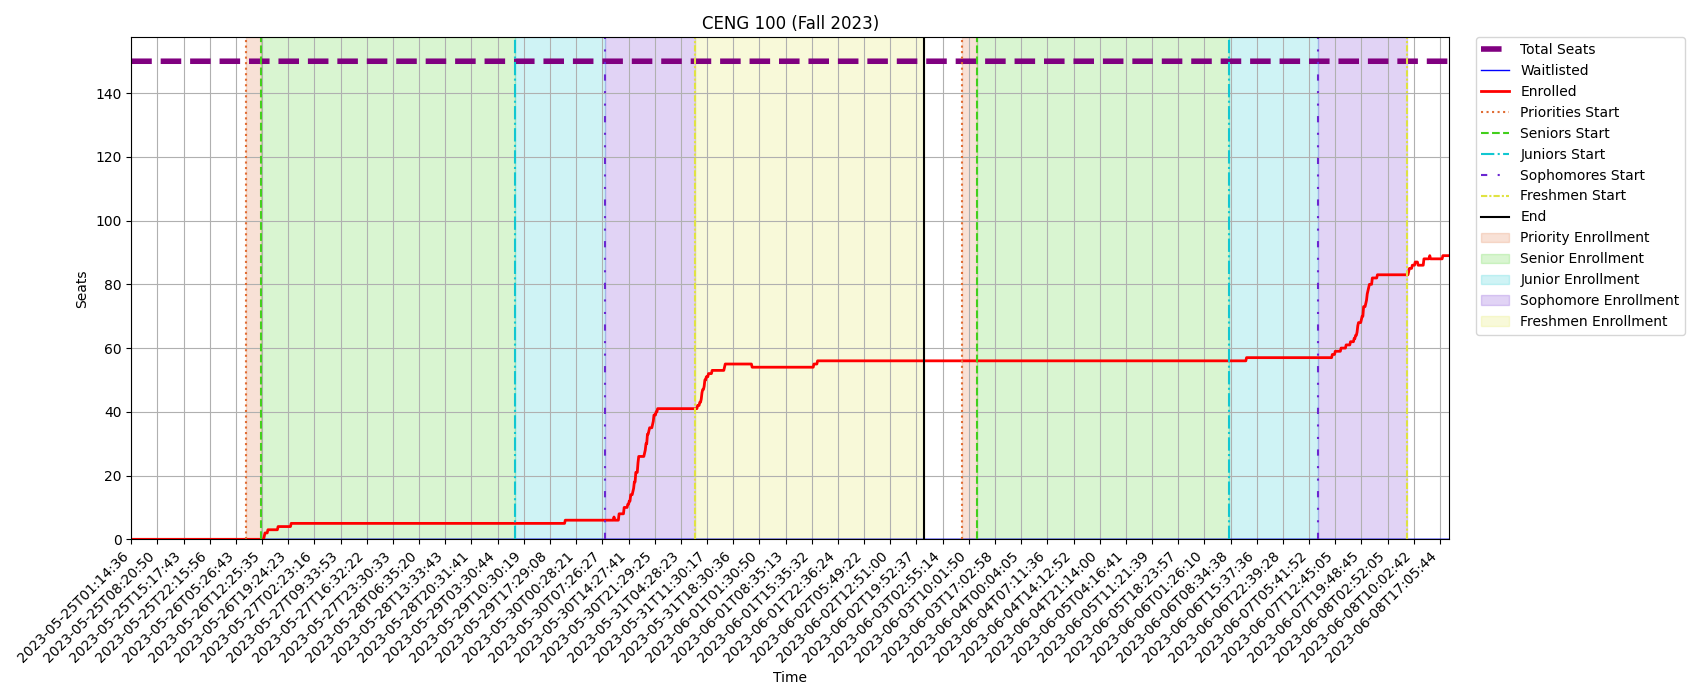 CENG 100 (Fall 2023)
Seats
140
120
100
80
60
40
20
0
2023-05-25T01:14:36
2023-05-25T08:20:50
2023-05-25T15:17:43
2023-05-25T22:15:56
2023-05-26T05:26:43
2023-05-26T12:25:35
2023-05-26T19:24:23
2023-05-27T02:23:16
2023-05-27T09:33:53
2023-05-27T16:32:22
2023-05-27T23:30:33
2023-05-28T06:35:20
2023-05-28T13:33:43
2023-05-28T20:31:41
2023-05-29T03:30:44
2023-05-29T10:30:19
2023-05-29T17:29:08
2023-05-30T00:28:21
2023-05-30T07:26:27
2023-05-30T14:27:41
2023-05-30T21:29:25
2023-05-31T04:28:23
2023-05-31T11:30:17
2023-05-31T18:30:36
2023-06-01T01:30:50
2023-06-01T08:35:13
2023-06-01T15:35:32
2023-06-01T22:36:24
2023-06-02T05:49:22
2023-06-02T12:51:00
2023-06-02T19:52:37
2023-06-03T02:55:14
2023-06-03T10:01:50
2023-06-03T17:02:58
2023-06-04T00:04:05
2023-06-04T07:11:36
2023-06-04T14:12:52
2023-06-04T21:14:00
2023-06-05T04:16:41
2023-06-05T11:21:39
2023-06-05T18:23:57
2023-06-06T01:26:10
2023-06-06T08:34:38
2023-06-06T15:37:36
2023-06-06T22:39:28
2023-06-07T05:41:52
2023-06-07T12:45:05
2023-06-07T19:48:45
2023-06-08T02:52:05
2023-06-08T10:02:42
2023-06-08T17:05:44
Time
Total Seats
Waitlisted
Enrolled
Priorities Start
Seniors Start
Juniors Start
Sophomores Start
Freshmen Start
End
Priority Enrollment
Senior Enrollment
Junior Enrollment
Sophomore Enrollment
Freshmen Enrollment